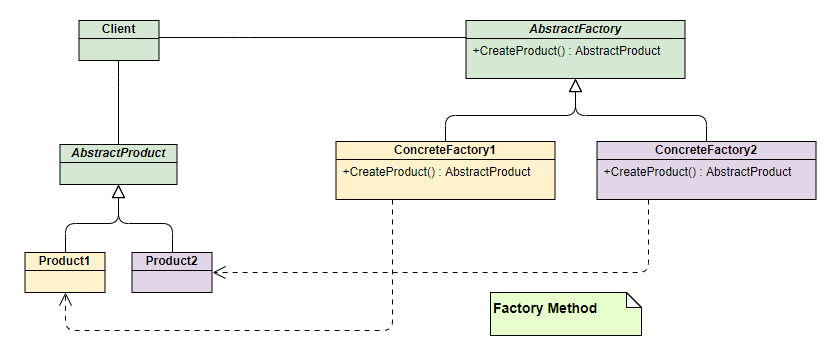 Client
AbstractFactory
+CreateProduct() : AbstractProduct
AbstractProduct
ConcreteFactory1
+CreateProduct() : AbstractProduct
ConcreteFactory2
+CreateProduct() : AbstractProduct
Product1
Product2
Factory Method